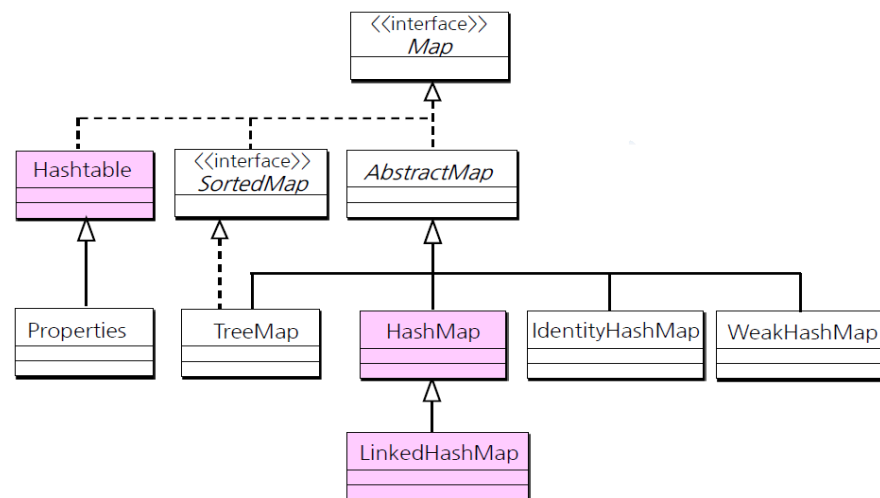 <<interface>>
Map
Hashtable
<<interface>>
SortedMap
AbstractMap
Properties
TreeMap
HashMap
IdentityHashMap
WeakHashMap
LinkedHashMap